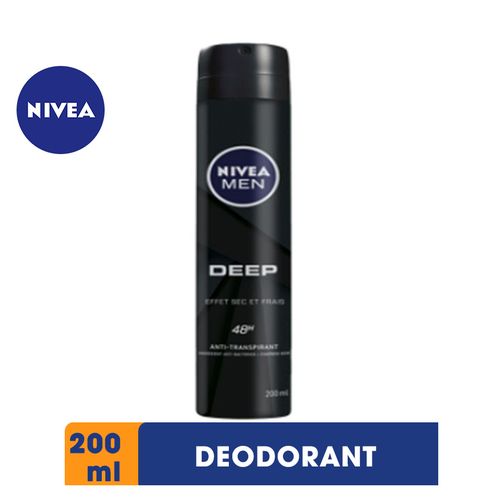 NIVEA
NIVEA
MEN
DEEP
EFFET SEC ET FRAIS
48H
ANTI-TRANSPIRANT
200 ml
200
ml
DEODORANT